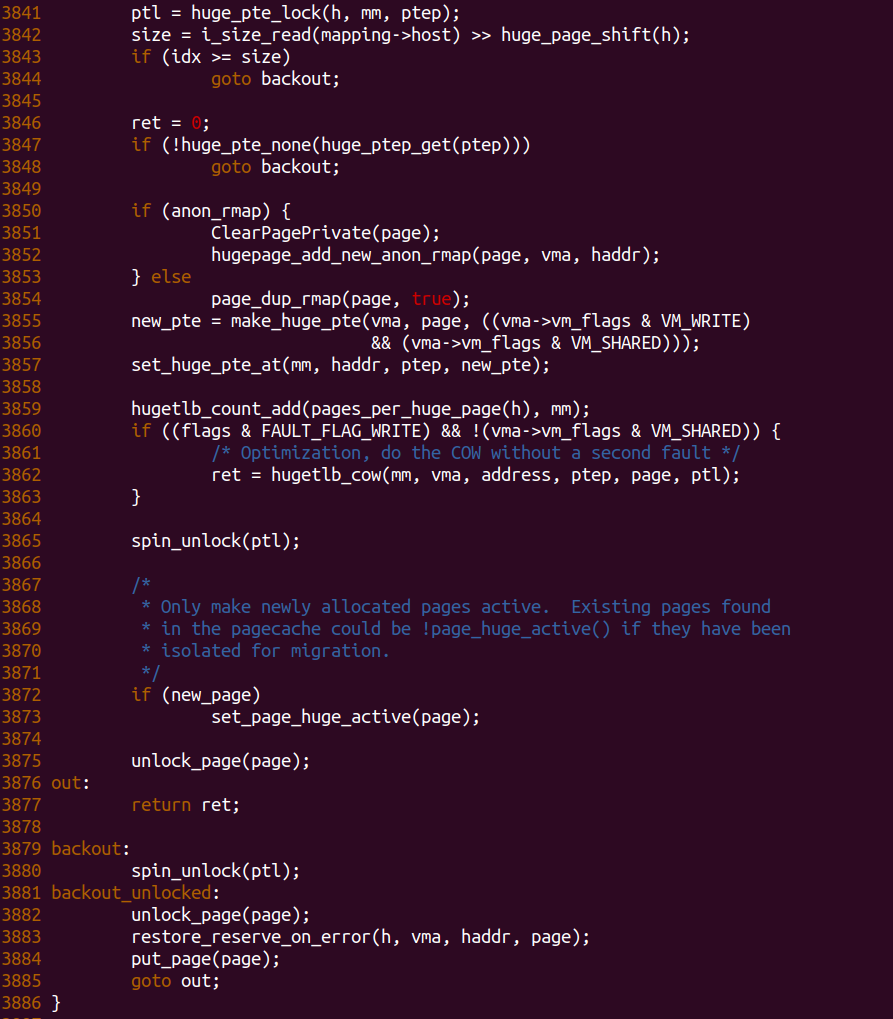 3841         ptl = huge_pte_lock(h, mm, ptep);
3842         size = i_size_read(mapping->host) >> huge_page_shift(h);
3843         if (idx >= size)
3844                 goto backout;
3845
3846         ret = 0;
3847         if (!huge_pte_none(huge_ptep_get(ptep)))
3848                 goto backout;
3849
3850         if (anon_rmap) {
3851                 ClearPagePrivate(page);
3852                 hugepage_add_new_anon_rmap(page, vma, haddr);
3853         } else
3854                 page_dup_rmap(page, true);
3855         new_pte = make_huge_pte(vma, page, ((vma->vm_flags & VM_WRITE)
3856                                 && (vma->vm_flags & VM_SHARED)));
3857         set_huge_pte_at(mm, haddr, ptep, new_pte);
3858
3859         hugetlb_count_add(pages_per_huge_page(h), mm);
3860         if ((flags & FAULT_FLAG_WRITE) && !(vma->vm_flags & VM_SHARED)) {
3861                 /* Optimization, do the COW without a second fault */
3862                 ret = hugetlb_cow(mm, vma, address, ptep, page, ptl);
3863         }
3864
3865         spin_unlock(ptl);
3866
3867         /*
3868          * Only make newly allocated pages active.  Existing pages found
3869          * in the pagecache could be !page_huge_active() if they have been
3870          * isolated for migration.
3871          */
3872         if (new_page)
3873                 set_page_huge_active(page);
3874
3875         unlock_page(page);
3876 out:
3877         return ret;
3878
3879 backout:
3880         spin_unlock(ptl);
3881 backout_unlocked:
3882         unlock_page(page);
3883         restore_reserve_on_error(h, vma, haddr, page);
3884         put_page(page);
3885         goto out;
3886 }